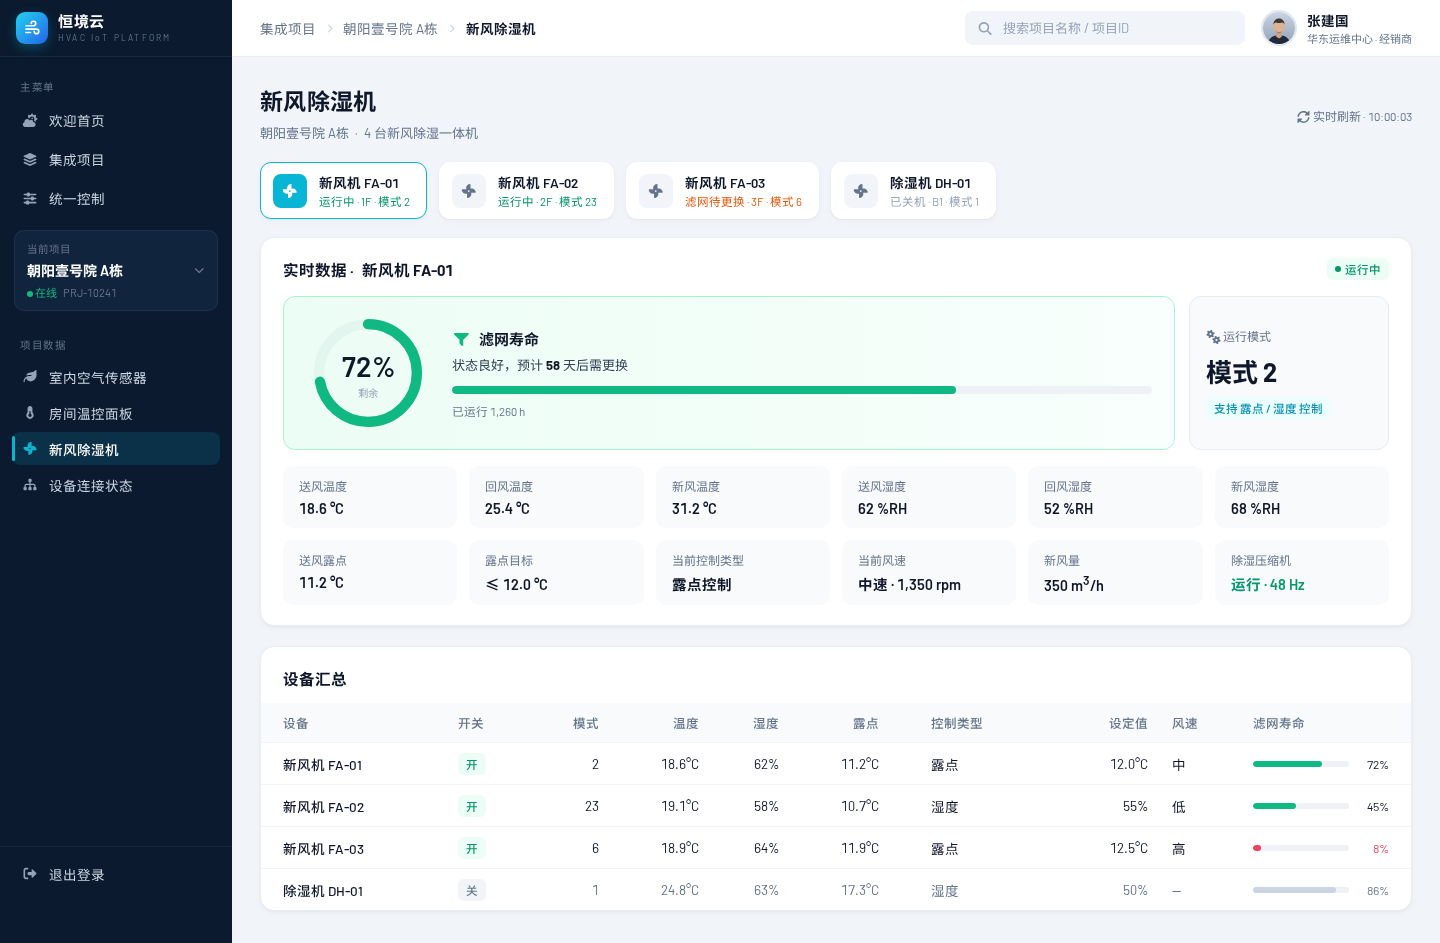 恒境云
HVAC IoT PLATFORM
主菜单
欢迎首页
集成项目
统一控制
当前项目
朝阳壹号院 A栋
在线 PRJ-10241
项目数据
室内空气传感器
房间温控面板
新风除湿机
设备连接状态
退出登录
集成项目 > 朝阳壹号院 A栋 > 新风除湿机
搜索项目名称 / 项目ID
张建国
华东运维中心 · 经销商
新风除湿机
朝阳壹号院 A栋 · 4 台新风除湿一体机
实时刷新 · 10:00:03
新风机 FA-01
运行中 · 1F · 模式 2
新风机 FA-02
运行中 · 2F · 模式 23
新风机 FA-03
滤网待更换 · 3F · 模式 6
除湿机 DH-01
已关机 · B1 · 模式 1
实时数据 · 新风机 FA-01
运行中
72%
剩余
滤网寿命
状态良好，预计 58 天后需更换
已运行 1,260 h
运行模式
模式 2
支持 露点 / 湿度 控制
送风温度
18.6 °C
回风温度
25.4 °C
新风温度
31.2 °C
送风湿度
62 %RH
回风湿度
52 %RH
新风湿度
68 %RH
送风露点
11.2 °C
露点目标
≤ 12.0 °C
当前控制类型
露点控制
当前风速
中速 · 1,350 rpm
新风量
350 m³/h
除湿压缩机
运行 · 48 Hz
设备汇总
设备 开关 模式 温度 湿度 露点 控制类型 设定值 风速 滤网寿命
新风机 FA-01 开 2 18.6°C 62% 11.2°C 露点 12.0°C 中 72%
新风机 FA-02 开 23 19.1°C 58% 10.7°C 湿度 55% 低 45%
新风机 FA-03 开 6 18.9°C 64% 11.9°C 露点 12.5°C 高 8%
除湿机 DH-01 关 1 24.8°C 63% 17.3°C 湿度 50% — 86%